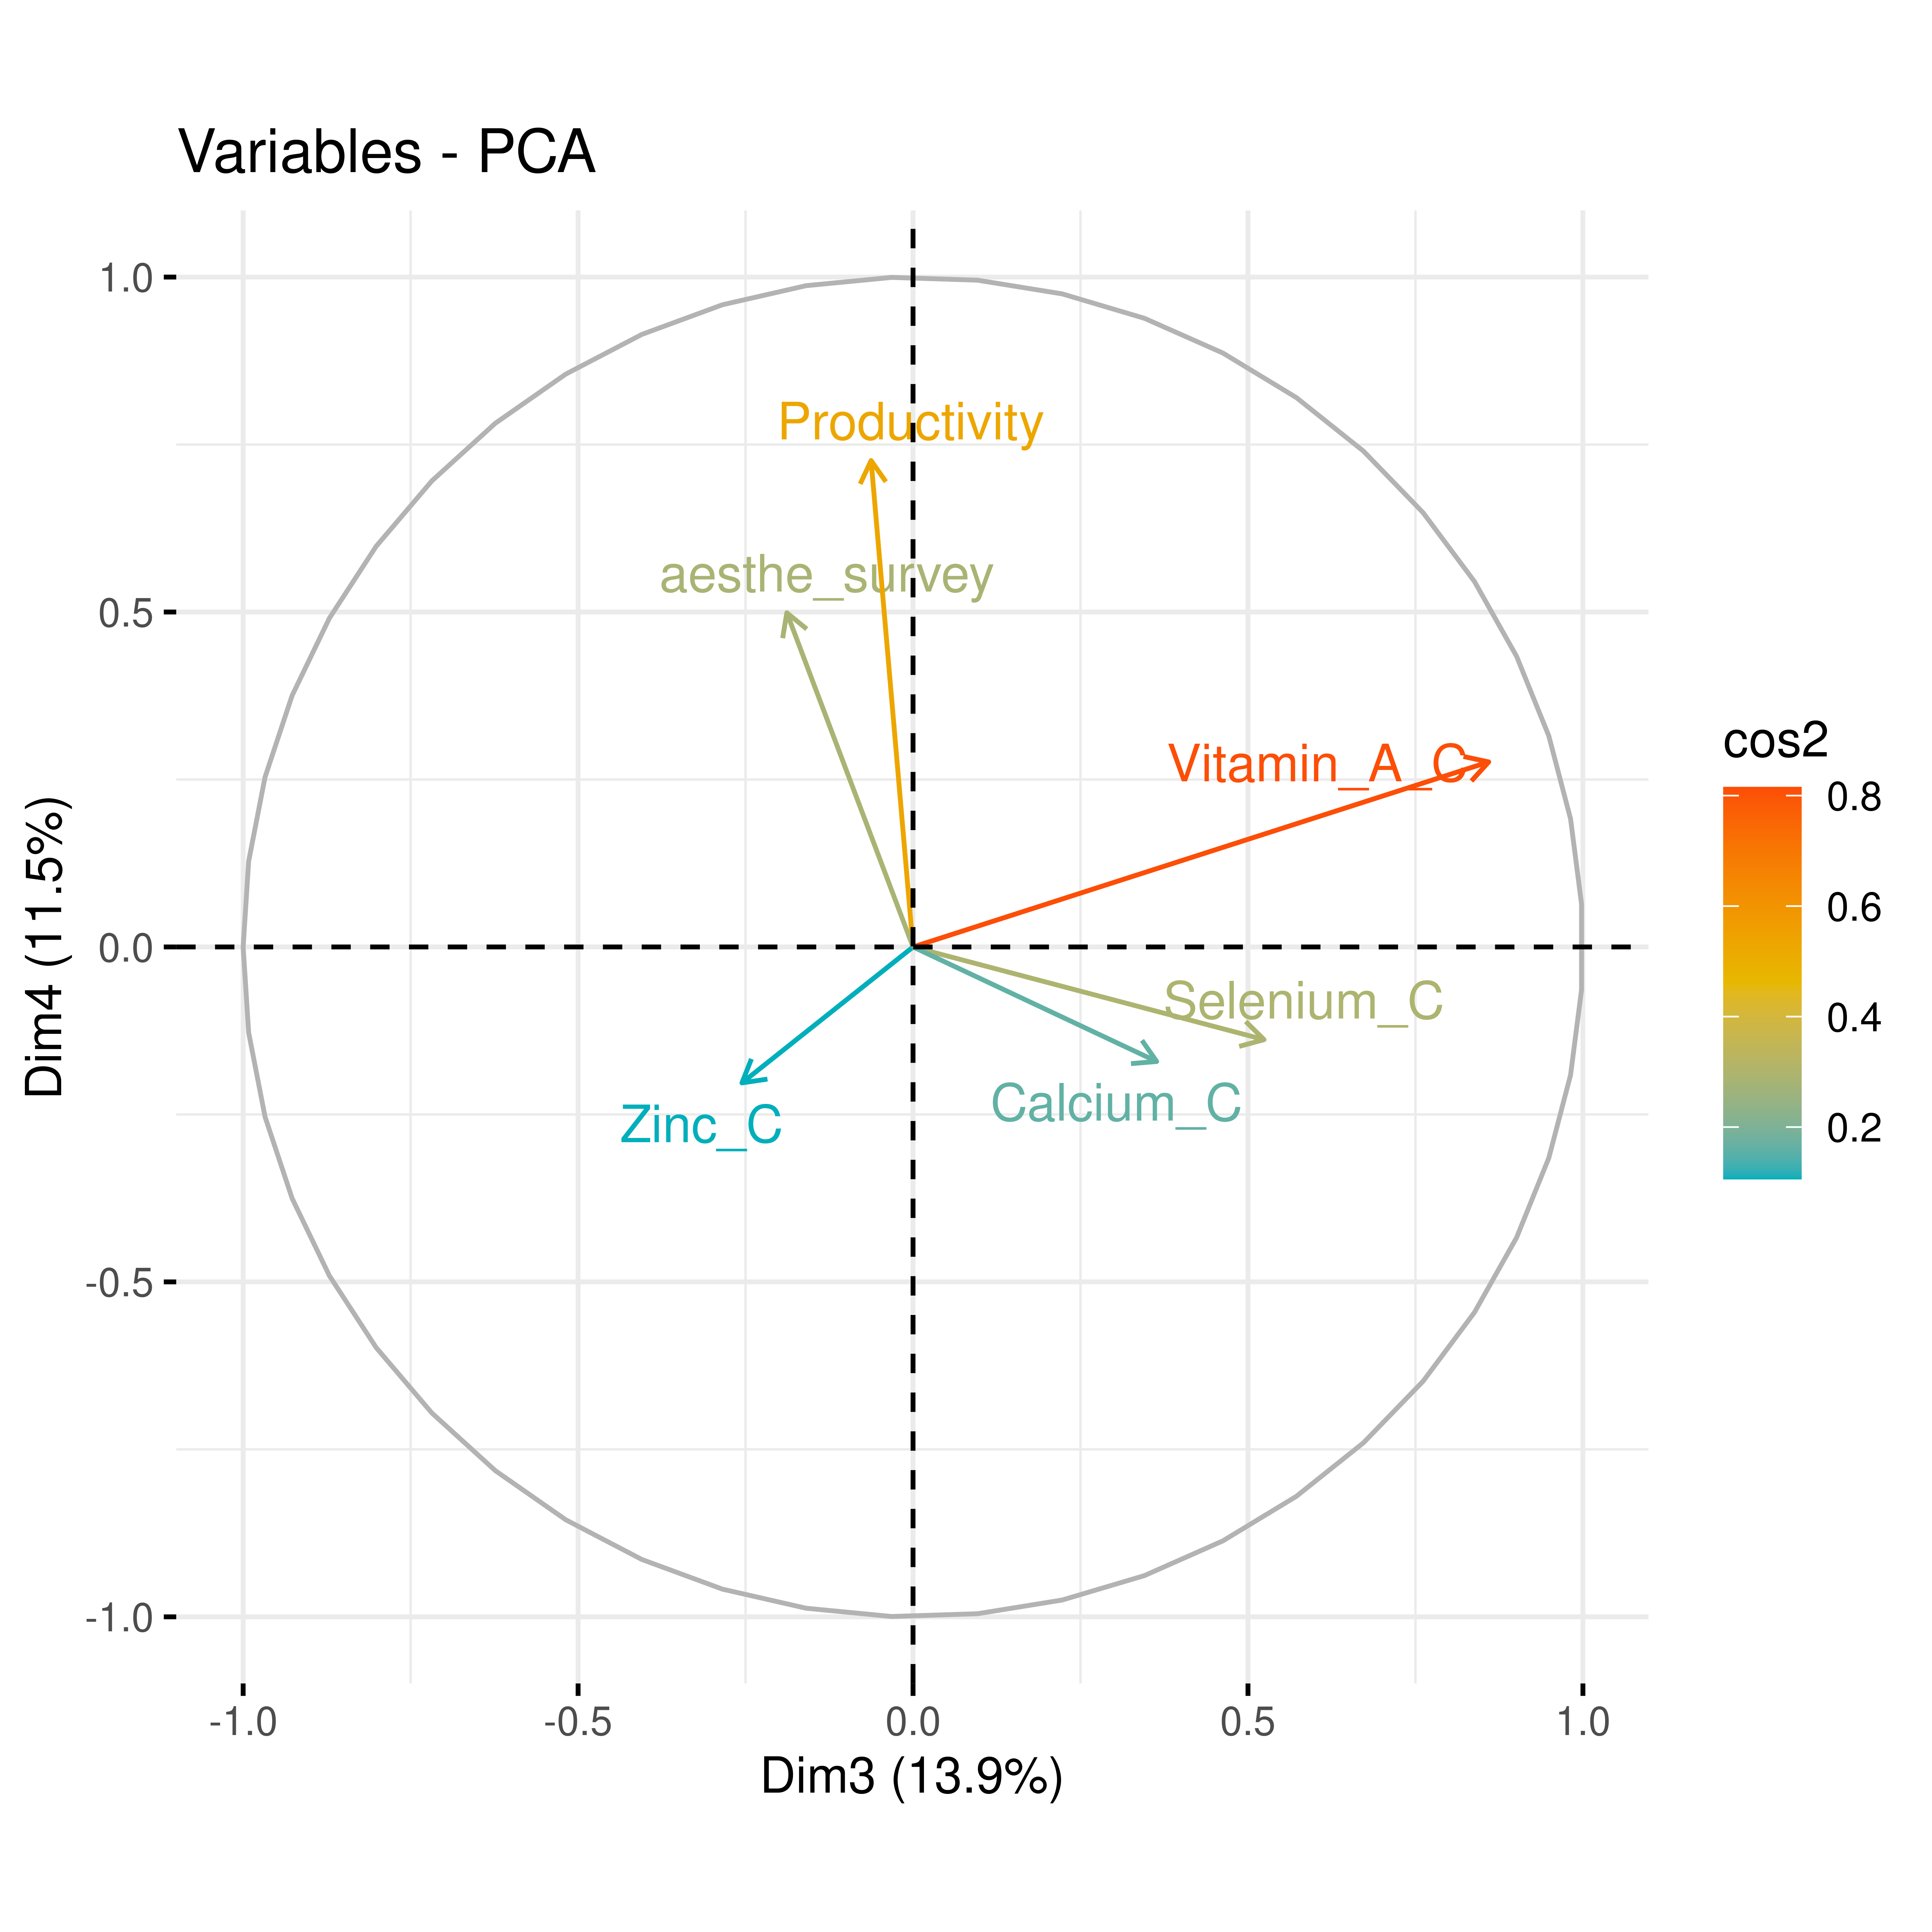 Variables - PCA
1.0
0.5
0.0
-0.5
-1.0
Dim4 (11.5%)
Productivity
aesthe_survey
Vitamin_A_C
Selenium_C
Calcium_C
Zinc_C
-1.0
-0.5
0.0
0.5
1.0
Dim3 (13.9%)
cos2
0.8
0.6
0.4
0.2